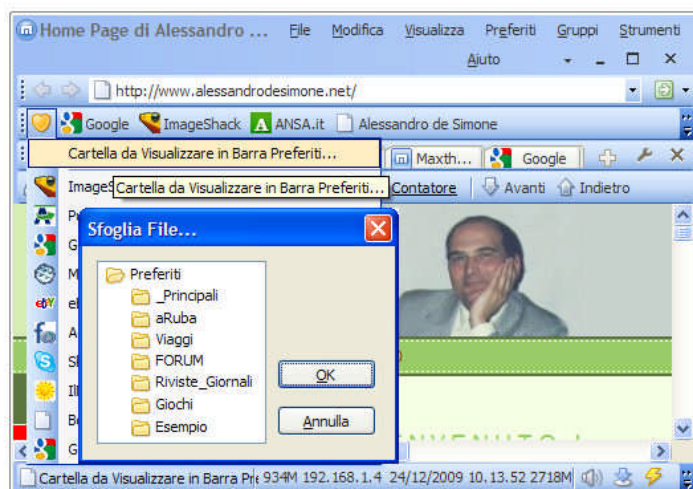 Home Page di Alessandro ... File Modifica Visualizza Preferiti Gruppi Strumenti
Aiuto
http://www.alessandrodesimone.net/
Google ImageShack ANSA.it Alessandro de Simone
Cartella da Visualizzare in Barra Preferiti... Maxth... Google
ImageS Cartella da Visualizzare in Barra Preferiti... Contatore Avanti Indietro
Sfoglia File...
Preferiti
_Principali
aRuba
Viaggi
FORUM
Riviste_Giornali
Giochi
Esempio
OK
Annulla
Cartella da Visualizzare in Barra Pre 934M 192.168.1.4 24/12/2009 10.13.52 2718M